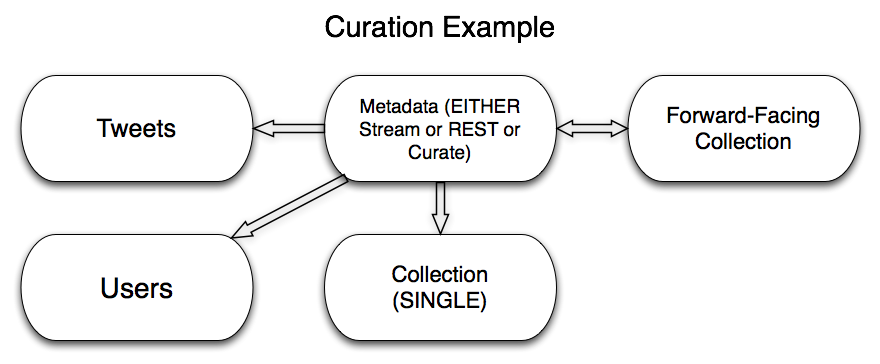 Curation Example
Tweets
Metadata (EITHER
Stream or REST or
Curate)
Forward-Facing
Collection
Users
Collection
(SINGLE)